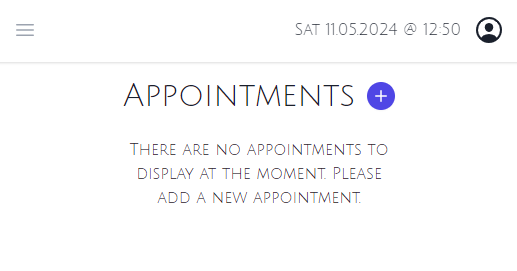 Sat 11.05.2024 @ 12:50
Appointments
There are no appointments to
display at the moment. Please
add a new appointment.